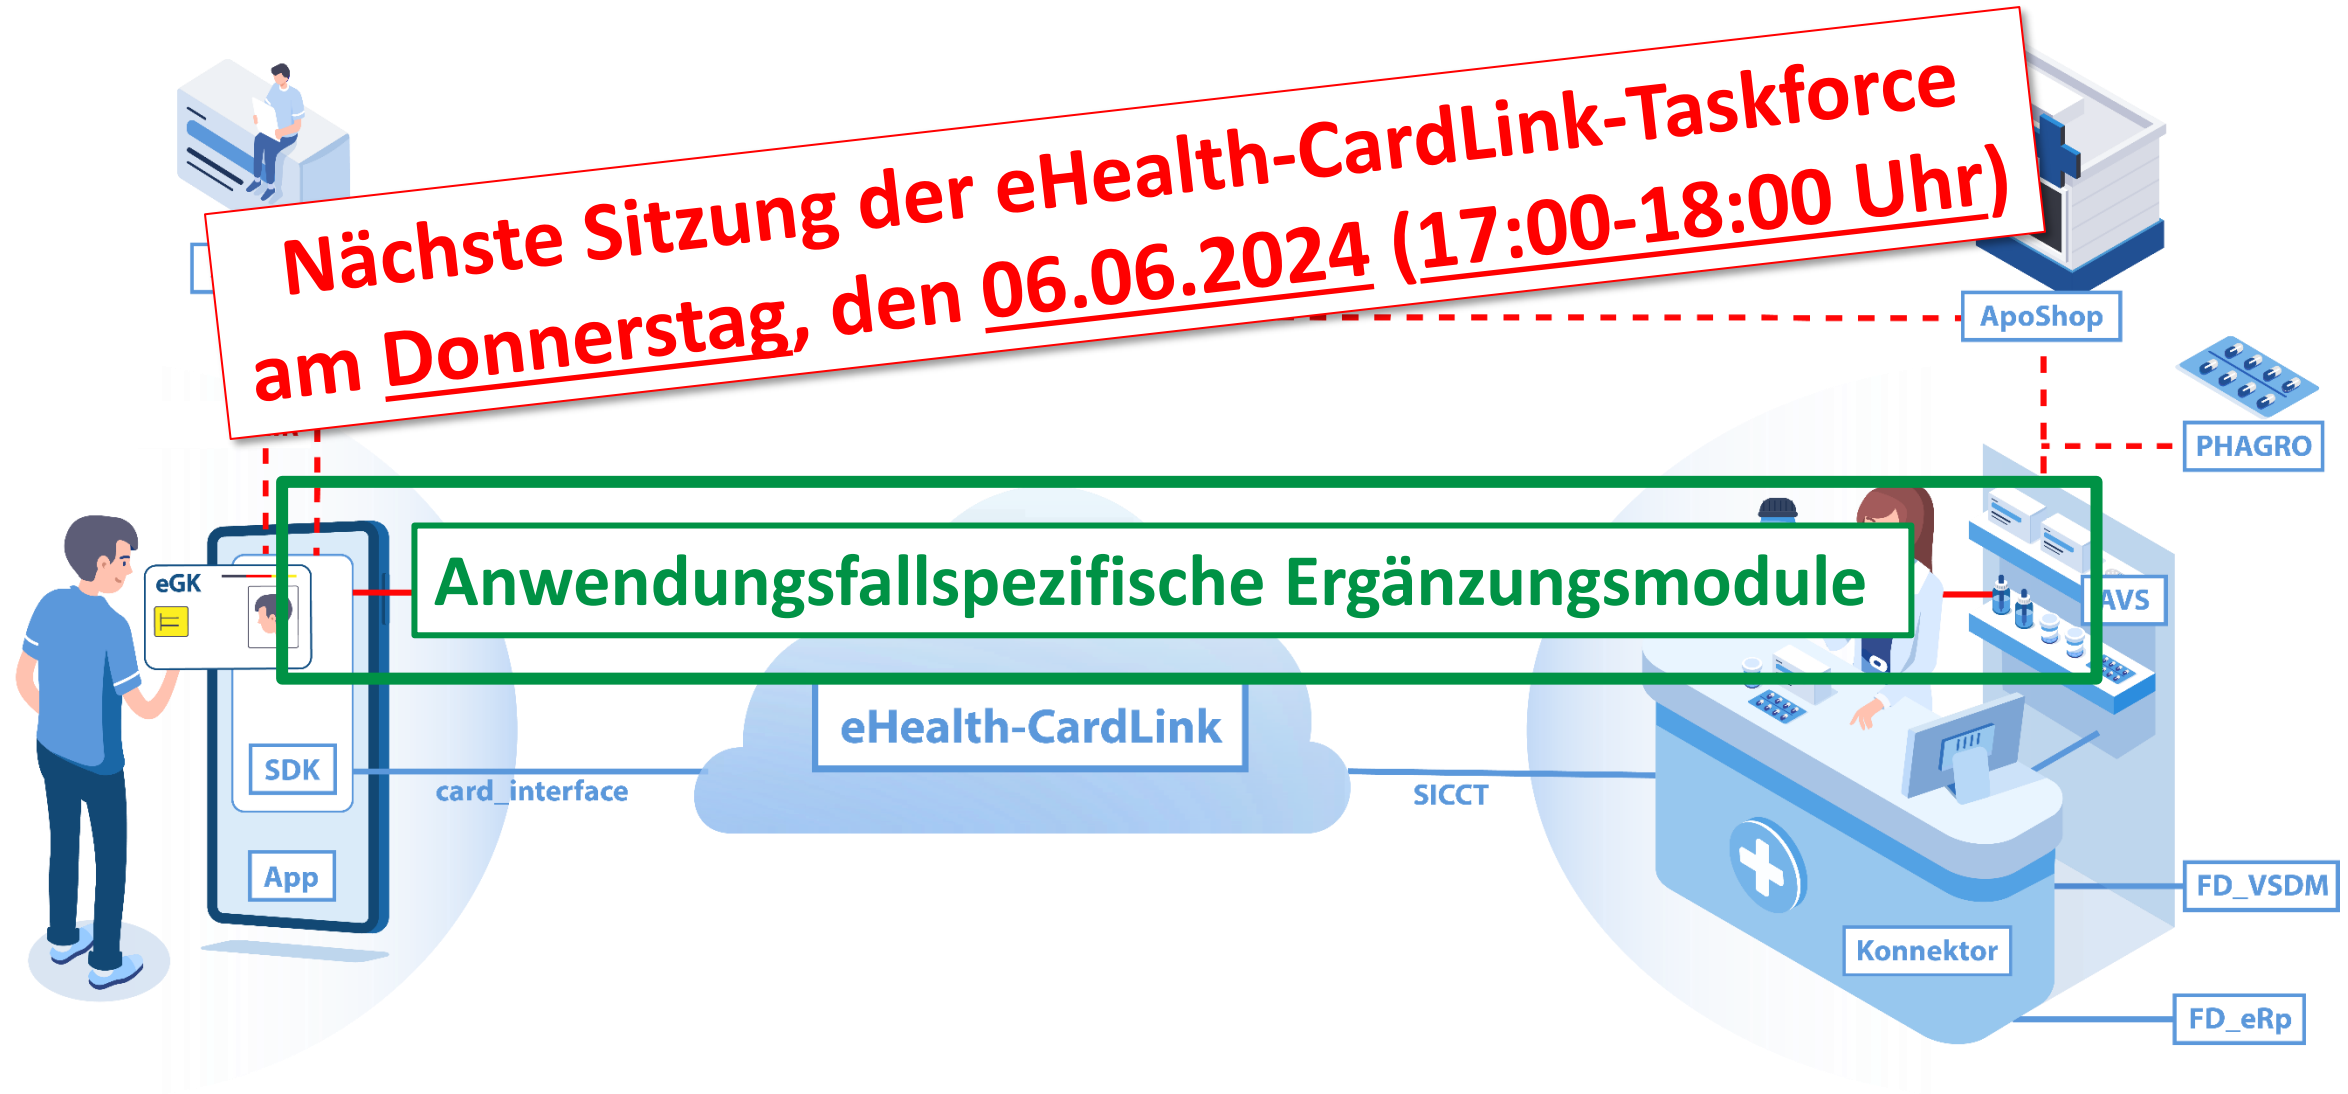 Nächste Sitzung der eHealth-CardLink-Taskforce
am Donnerstag, den 06.06.2024 (17:00-18:00 Uhr)
ApoShop
PHAGRO
eGK
Anwendungsfallspezifische Ergänzungsmodule
AVS
eHealth-CardLink
SDK
card_interface
SICCT
App
FD_VSDM
Konnektor
FD_eRp